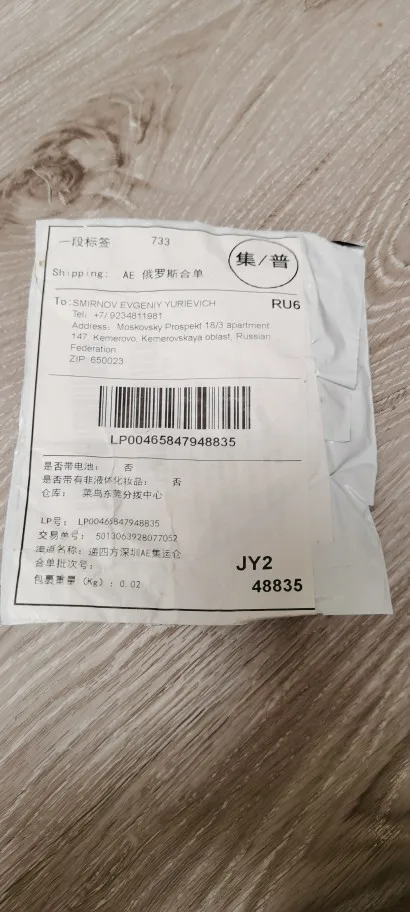 一段标签 733
集/普
Shipping: AE 俄罗斯合单
To: SMIRNOV EVGENIY YURIEVICH RU6
Tel: +7/ 9234811981
Address: Moskovsky Prospekt 18/3 apartment
147, Kemerovo, Kemerovskaya oblast, Russian
Federation
ZIP: 650023
LP00465847948835
是否带电池: 否
是否带有非液体化妆品: 否
仓库: 菜鸟东莞分拨中心
LP号: LP00465847948835
交易单号: 5013063928077052
渠道名称: 递四方深圳AE集运仓
合单批次号:
JY2
包裹重量 (Kg): 0.02
48835